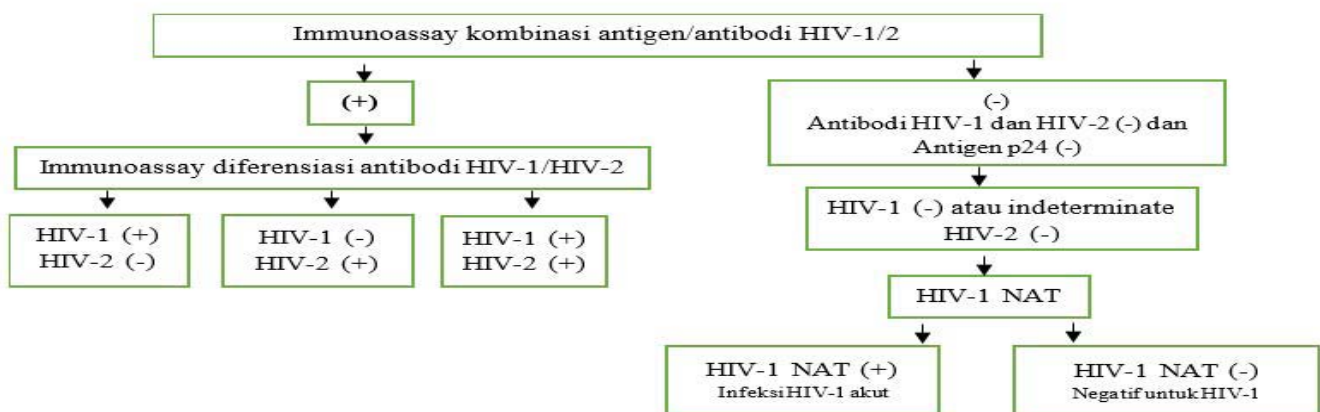 Immunoassay kombinasi antigen/antibodi HIV-1/2
(+)
(-)
Antibodi HIV-1 dan HIV-2 (-) dan
Antigen p24 (-)
Immunoassay diferensiasi antibodi HIV-1/HIV-2
HIV-1 (+)
HIV-2 (-)
HIV-1 (-)
HIV-2 (+)
HIV-1 (+)
HIV-2 (+)
HIV-1 (-) atau indeterminate
HIV-2 (-)
HIV-1 NAT
HIV-1 NAT (+)
Infeksi HIV-1 akut
HIV-1 NAT (-)
Negatif untuk HIV-1